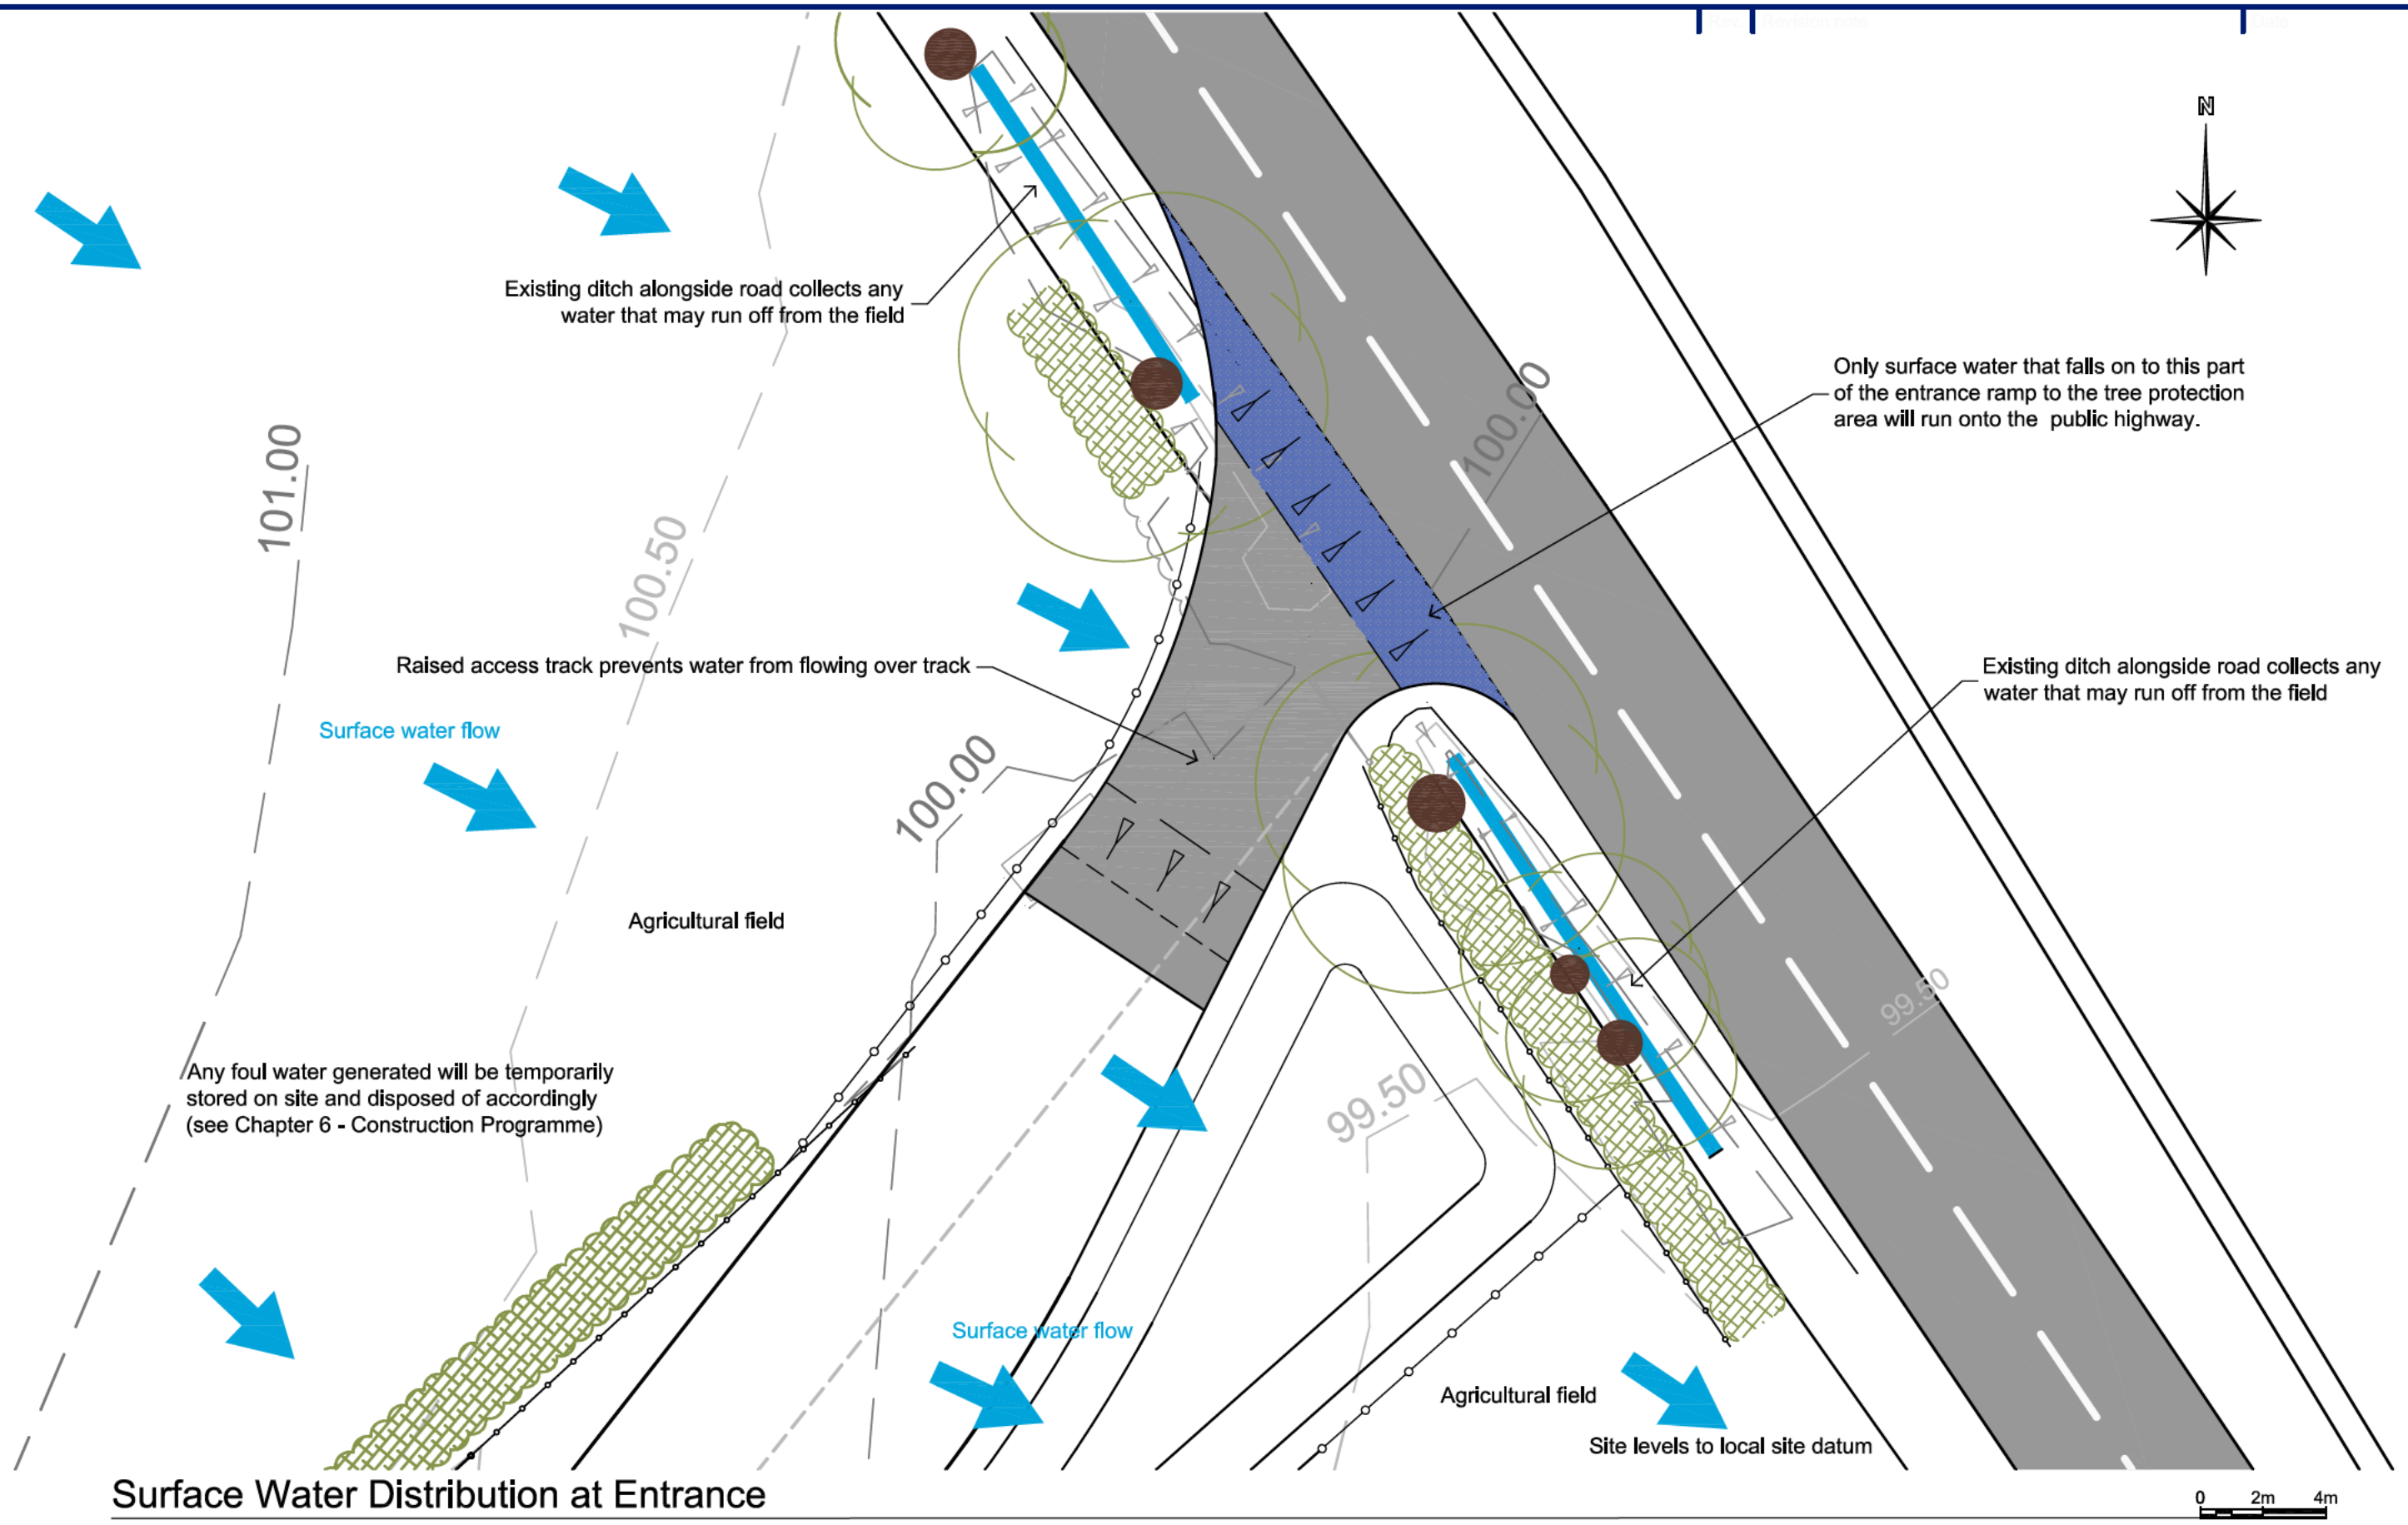 Rev
Revision note
Date
N
Existing ditch alongside road collects any
water that may run off from the field
Only surface water that falls on to this part
of the entrance ramp to the tree protection
area will run onto the public highway.
100.00
101.00
100.50
Raised access track prevents water from flowing over track
Existing ditch alongside road collects any
water that may run off from the field
Surface water flow
100.00
Agricultural field
99.50
Any foul water generated will be temporarily
stored on site and disposed of accordingly
(see Chapter 6 - Construction Programme)
99.50
Surface water flow
Agricultural field
Site levels to local site datum
Surface Water Distribution at Entrance
0 2m 4m